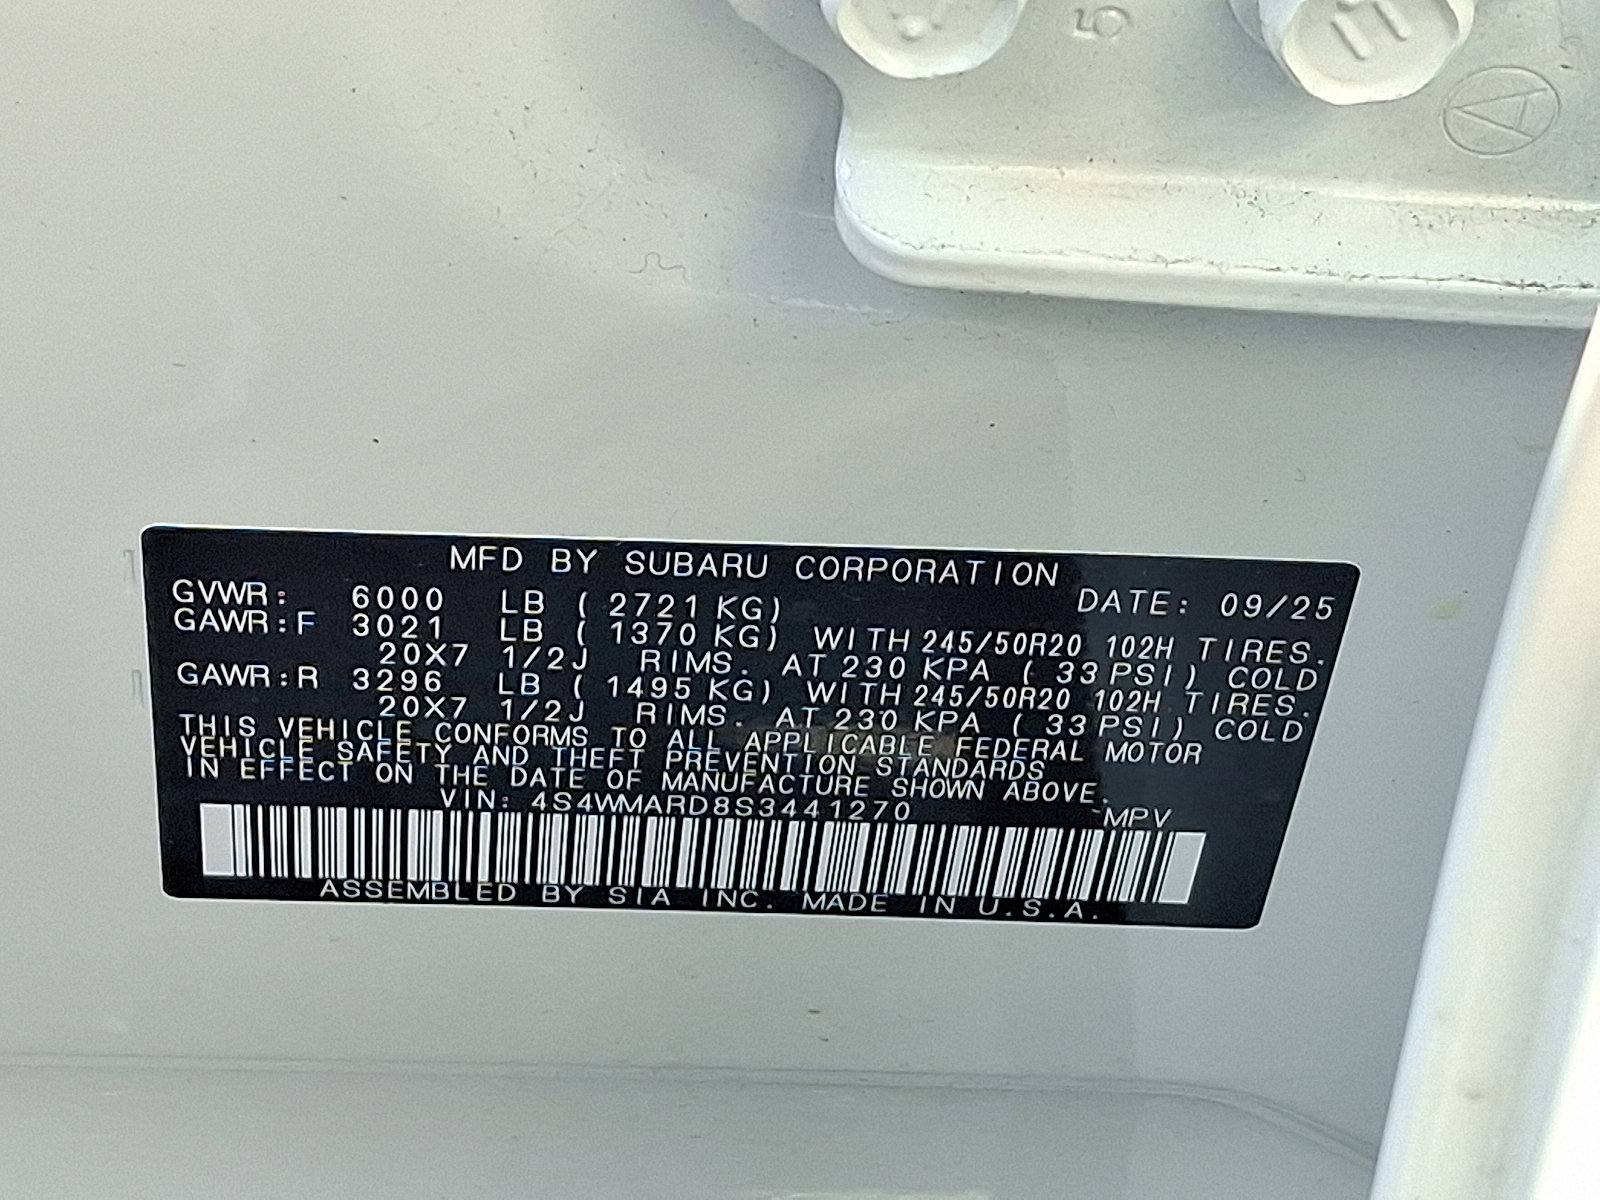 5
MFD BY SUBARU CORPORATION
GVWR: 6000 LB ( 2721 KG) DATE: 09/25
GAWR:F 3021 LB ( 1370 KG) WITH 245/50R20 102H TIRES.
20X7 1/2J RIMS. AT 230 KPA ( 33 PSI) COLD
GAWR:R 3296 LB ( 1495 KG) WITH 245/50R20 102H TIRES.
20X7 1/2J RIMS. AT 230 KPA ( 33 PSI) COLD
THIS VEHICLE CONFORMS TO ALL APPLICABLE FEDERAL MOTOR
VEHICLE SAFETY AND THEFT PREVENTION STANDARDS
IN EFFECT ON THE DATE OF MANUFACTURE SHOWN ABOVE.
VIN: 4S4WMARD8S3441270 MPV
ASSEMBLED BY SIA INC. MADE IN U.S.A.